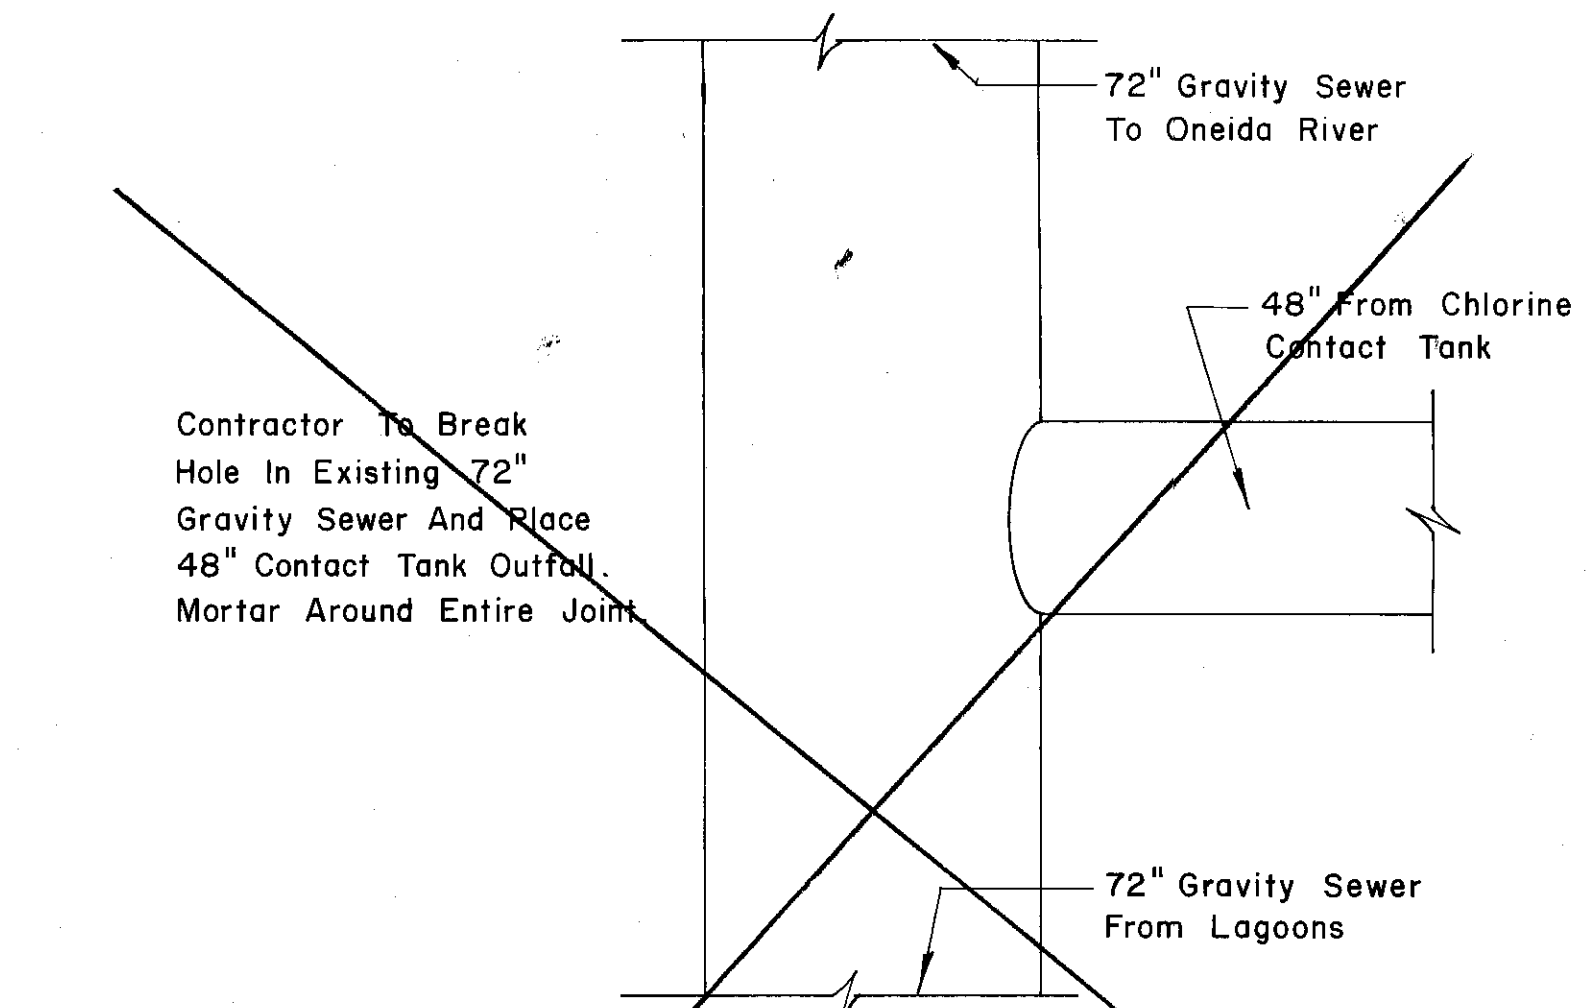 72" Gravity Sewer
To Oneida River
48" From Chlorine
Contact Tank
Contractor To Break
Hole In Existing 72"
Gravity Sewer And Place
48" Contact Tank Outfall.
Mortar Around Entire Joint.
72" Gravity Sewer
From Lagoons